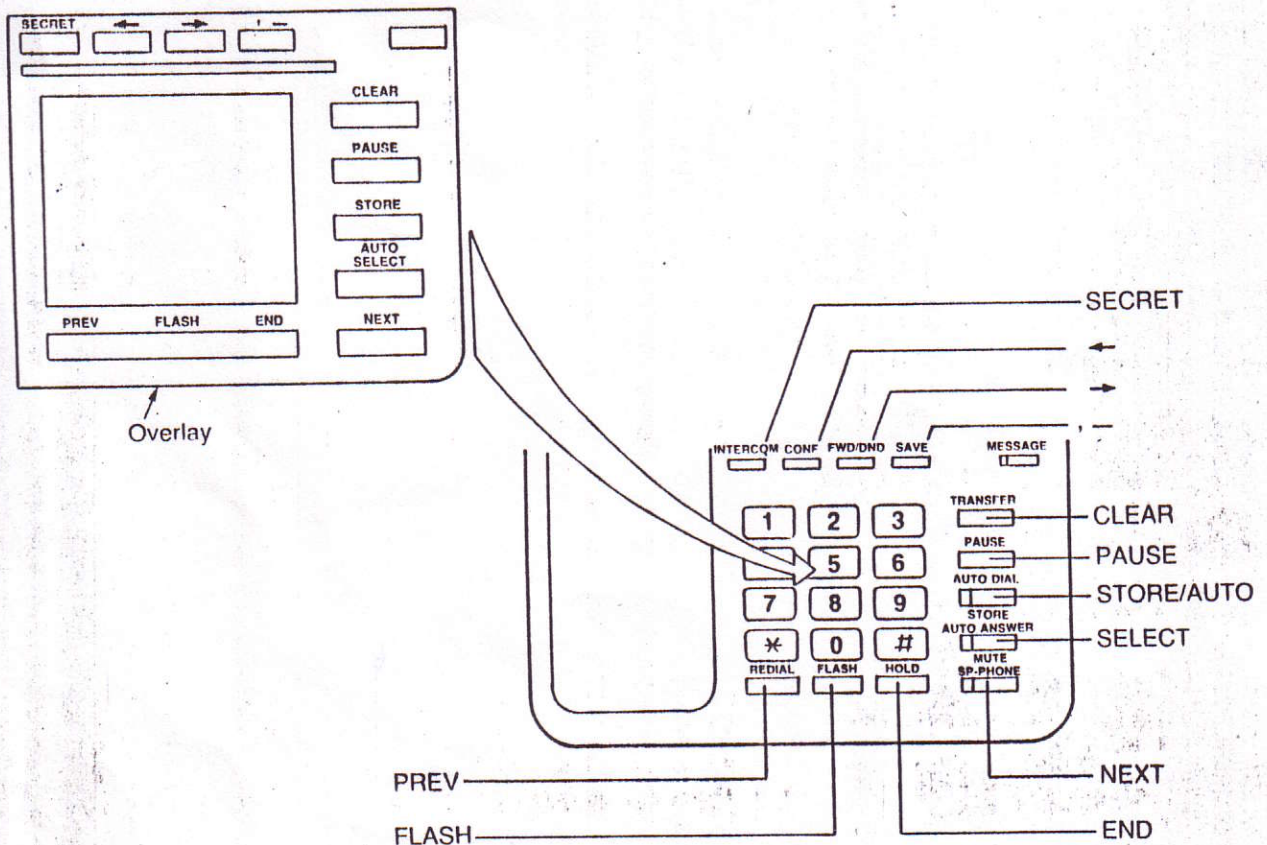 SECRET ← → ' –
CLEAR
PAUSE
STORE
AUTO
SELECT
PREV FLASH END NEXT
Overlay
SECRET
←
→
' –
INTERCOM CONF FWD/DND SAVE MESSAGE
TRANSFER
1 2 3 CLEAR
PAUSE
5 6 PAUSE
AUTO DIAL
7 8 9 STORE/AUTO
STORE
AUTO ANSWER
* 0 # SELECT
MUTE
REDIAL FLASH HOLD SP-PHONE
PREV NEXT
FLASH END